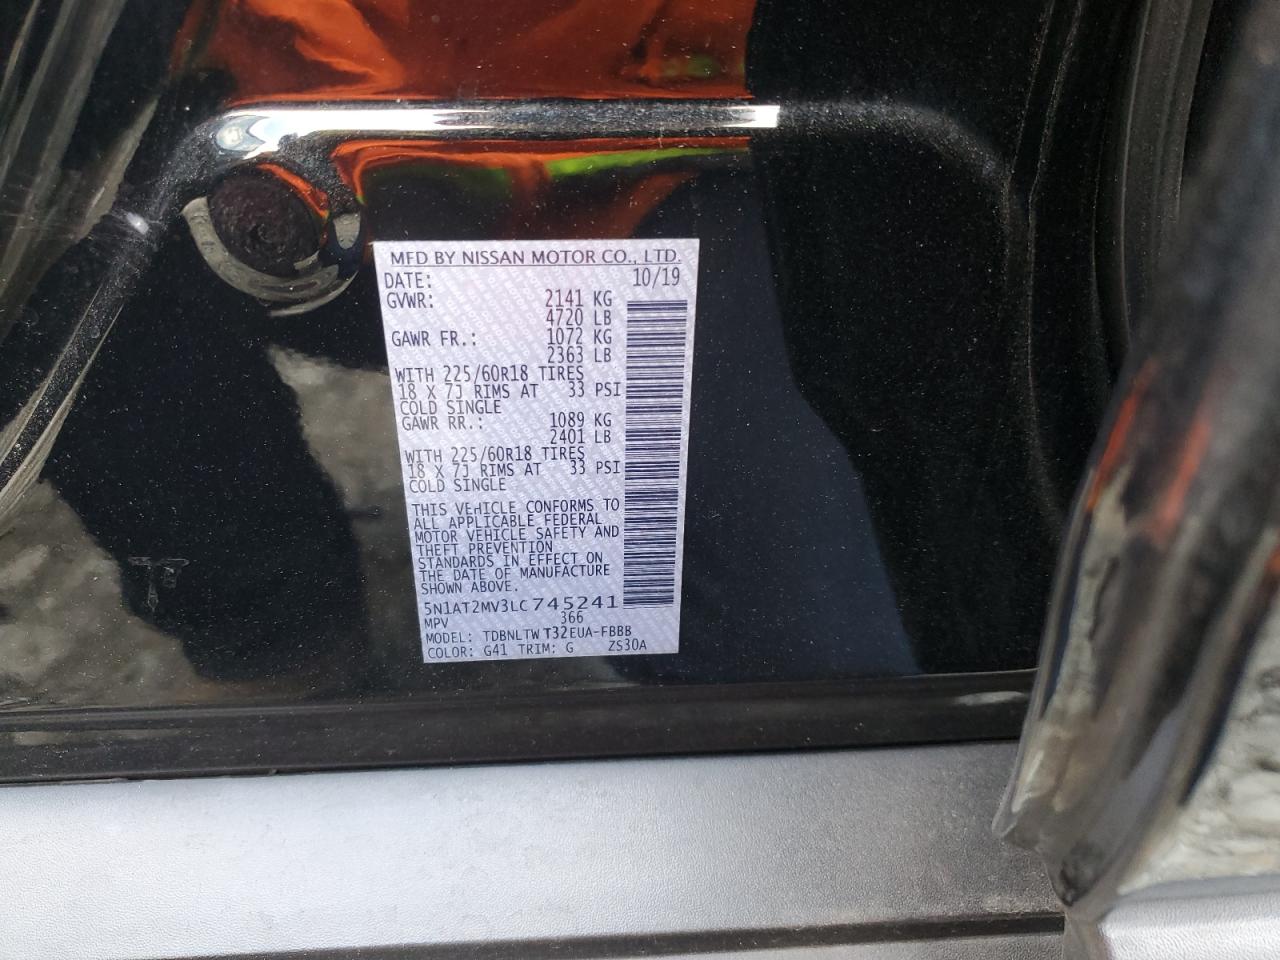 MFD BY NISSAN MOTOR CO., LTD.
DATE: 10/19
GVWR: 2141 KG
4720 LB
GAWR FR.: 1072 KG
2363 LB
WITH 225/60R18 TIRES
18 X 7J RIMS AT 33 PSI
COLD SINGLE
GAWR RR.: 1089 KG
2401 LB
WITH 225/60R18 TIRES
18 X 7J RIMS AT 33 PSI
COLD SINGLE
THIS VEHICLE CONFORMS TO
ALL APPLICABLE FEDERAL
MOTOR VEHICLE SAFETY AND
THEFT PREVENTION
STANDARDS IN EFFECT ON
THE DATE OF MANUFACTURE
SHOWN ABOVE.
5N1AT2MV3LC745241
MPV 366
MODEL: TDBNLTW T32EUA-FBBB
COLOR: G41 TRIM: G ZS30A